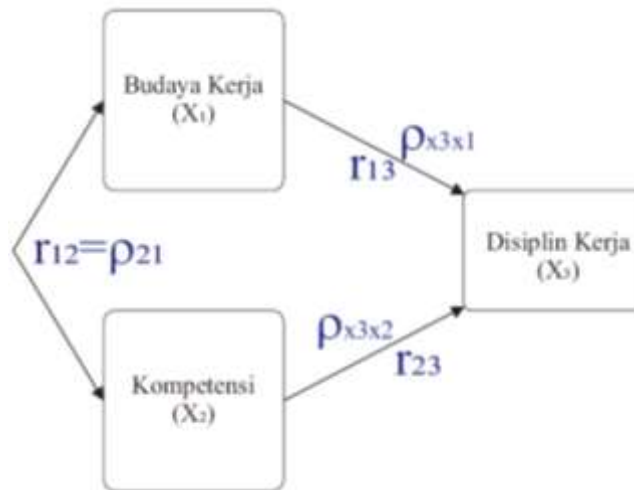 Budaya Kerja
(X₁)
ρx3x1
r13
r12=ρ21
Disiplin Kerja
(X₃)
ρx3x2
r23
Kompetensi
(X₂)